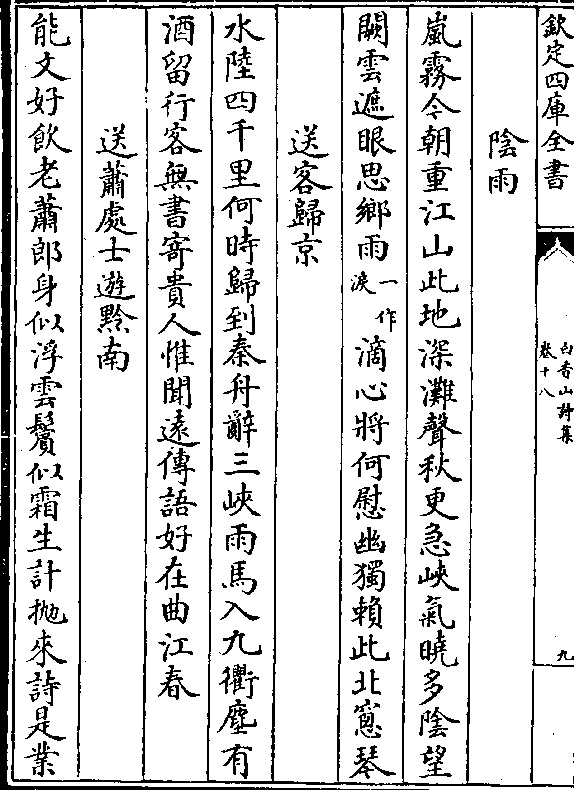 欽定四庫全書
白香山詩集
卷十八
九
陰雨
嵐霧今朝重江山此地深灘聲秋更急峽氣曉多陰望
闕雲遮眼思鄉雨一作淚滴心將何慰幽獨賴此北窻琴
送客歸京
水陸四千里何時歸到秦舟辭三峽雨馬入九衢塵有
酒留行客無書寄貴人惟聞遠傳語好在曲江春
送蕭處士遊黔南
能文好飲老蕭郎身似浮雲鬢似霜生計拋來詩是業